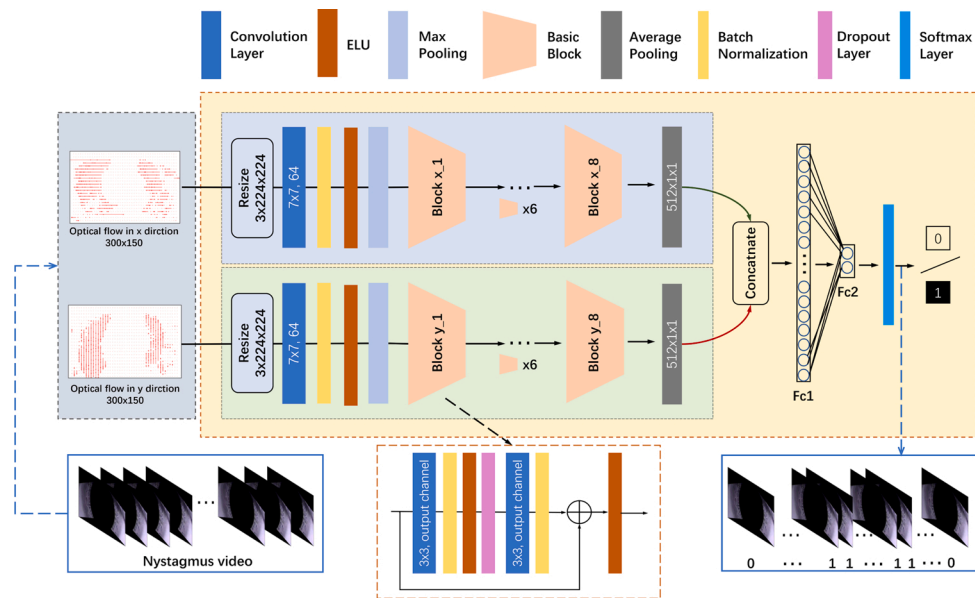 Convolution Layer
ELU
Max Pooling
Basic Block
Average Pooling
Batch Normalization
Dropout Layer
Softmax Layer
Optical flow in x dirction
300x150
Resize
3x224x224
7x7, 64
Block x_1
...
x6
Block x_8
512x1x1
Optical flow in y dirction
300x150
Resize
3x224x224
7x7, 64
Block y_1
...
x6
Block y_8
512x1x1
Concatnate
Fc1
Fc2
0
1
...
Nystagmus video
3x3, output channel
3x3, output channel
... ... ...
0 ... 1 1 ... 1 1 ... 0